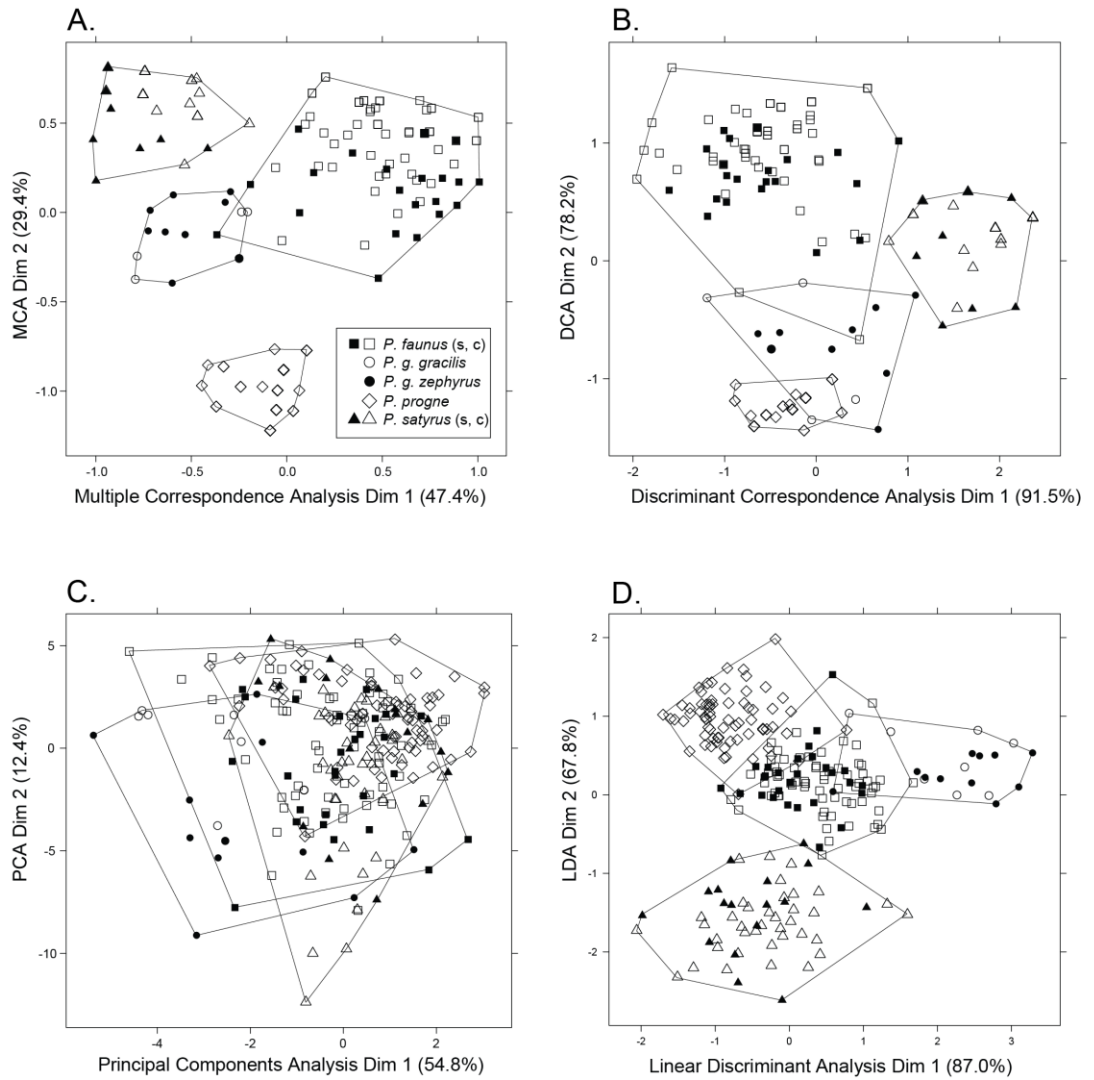 A.
0.5
0.0
-0.5
-1.0
MCA Dim 2 (29.4%)
P. faunus (s, c)
P. g. gracilis
P. g. zephyrus
P. progne
P. satyrus (s, c)
-1.0 -0.5 0.0 0.5 1.0
Multiple Correspondence Analysis Dim 1 (47.4%)
B.
1
0
-1
DCA Dim 2 (78.2%)
-2 -1 0 1 2
Discriminant Correspondence Analysis Dim 1 (91.5%)
C.
5
0
-5
-10
PCA Dim 2 (12.4%)
-4 -2 0 2
Principal Components Analysis Dim 1 (54.8%)
D.
2
1
0
-1
-2
LDA Dim 2 (67.8%)
-2 -1 0 1 2 3
Linear Discriminant Analysis Dim 1 (87.0%)